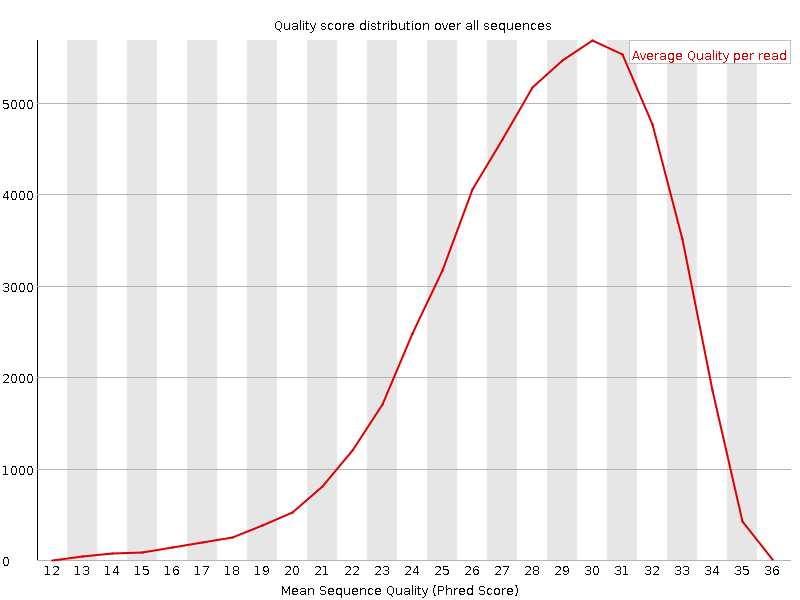 Quality score distribution over all sequences
Average Quality per read
5000
4000
3000
2000
1000
0
12 13 14 15 16 17 18 19 20 21 22 23 24 25 26 27 28 29 30 31 32 33 34 35 36
Mean Sequence Quality (Phred Score)